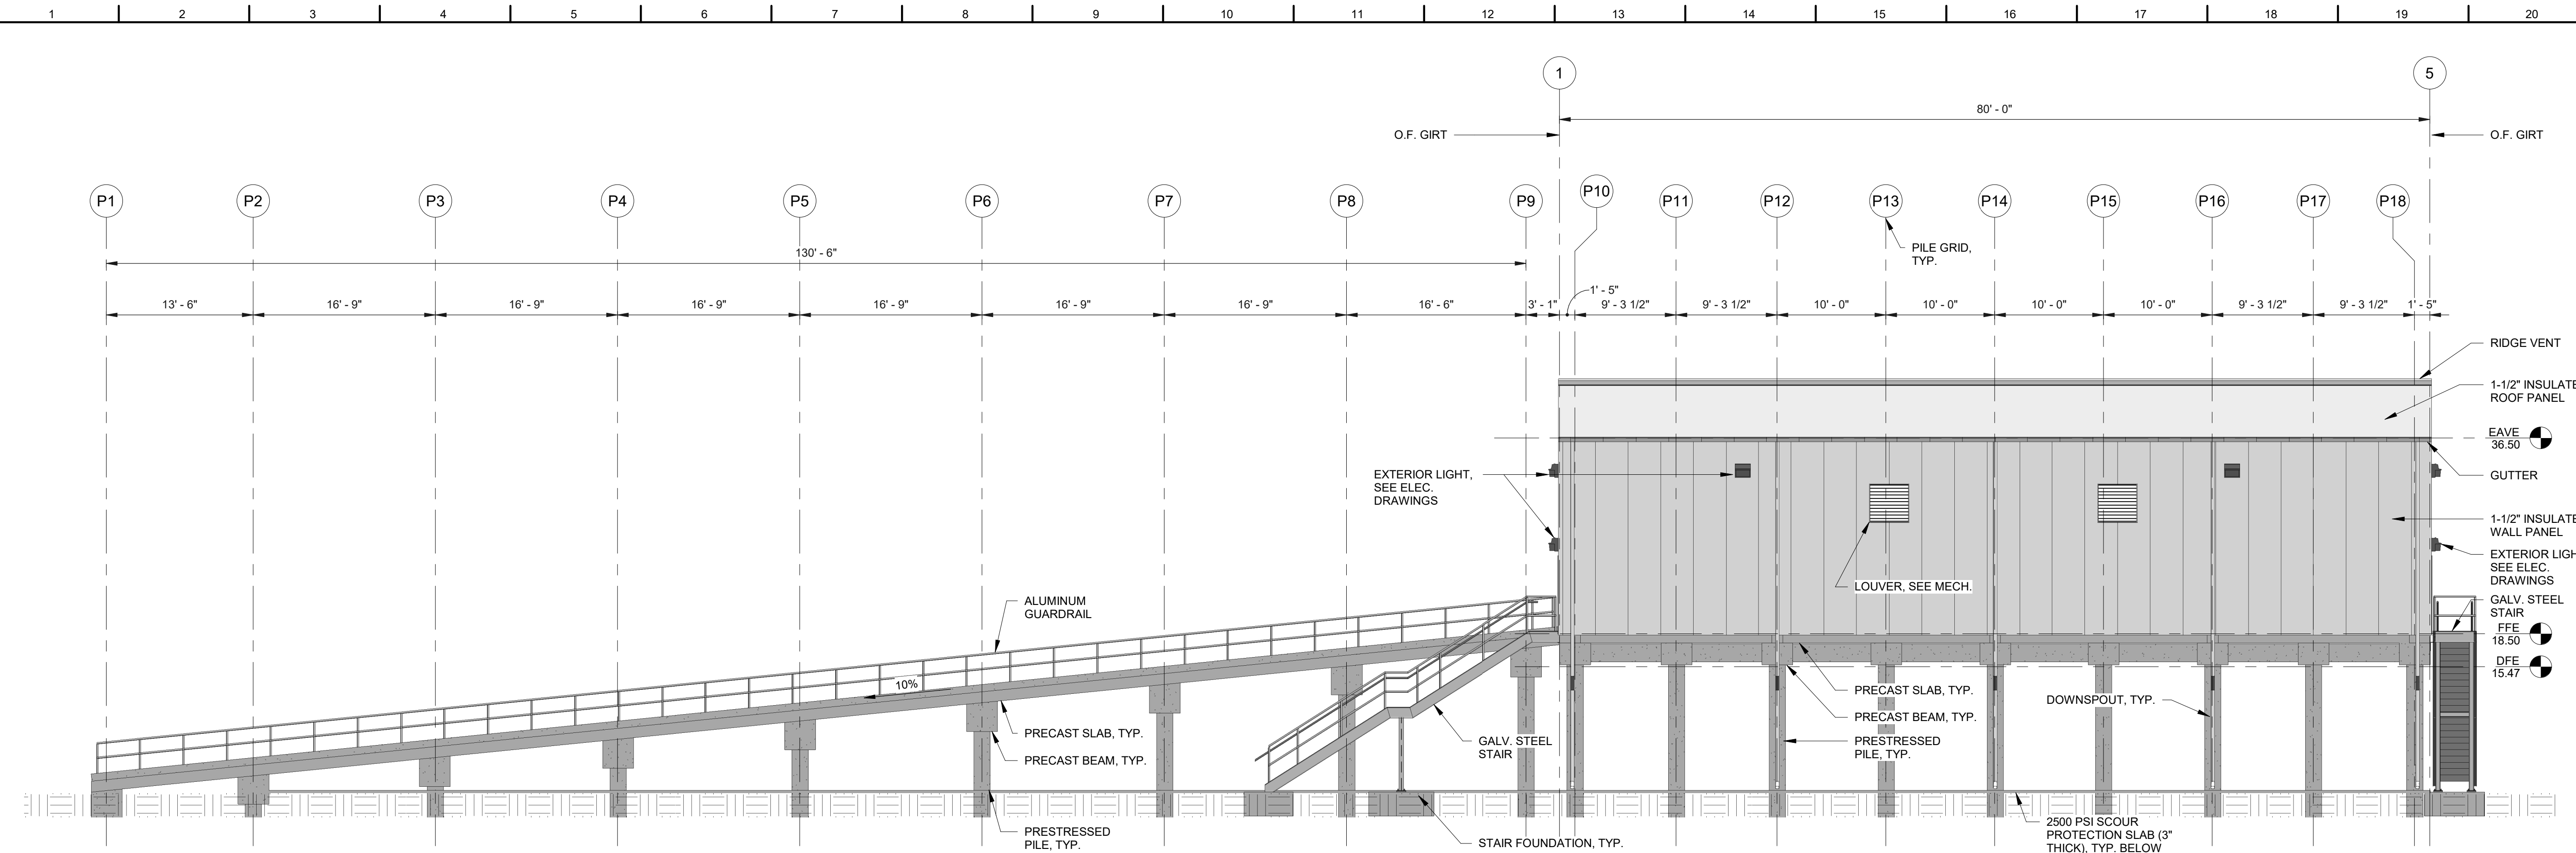 1 2 3 4 5 6 7 8 9 10 11 12 13 14 15 16 17 18 19 20
1 5
80' - 0"
O.F. GIRT
O.F. GIRT
P1 P2 P3 P4 P5 P6 P7 P8 P9 P10 P11 P12 P13 P14 P15 P16 P17 P18
130' - 6"
PILE GRID,
TYP.
13' - 6" 16' - 9" 16' - 9" 16' - 9" 16' - 9" 16' - 9" 16' - 9" 16' - 6" 3' - 1" 1' - 5" 9' - 3 1/2" 9' - 3 1/2" 10' - 0" 10' - 0" 10' - 0" 10' - 0" 9' - 3 1/2" 9' - 3 1/2" 1' - 5"
RIDGE VENT
1-1/2" INSULATE
ROOF PANEL
EAVE
36.50
GUTTER
EXTERIOR LIGHT,
SEE ELEC.
DRAWINGS
1-1/2" INSULATE
WALL PANEL
EXTERIOR LIGH
SEE ELEC.
DRAWINGS
LOUVER, SEE MECH.
ALUMINUM
GUARDRAIL
GALV. STEEL
STAIR
FFE
18.50
DFE
15.47
10%
PRECAST SLAB, TYP.
PRECAST BEAM, TYP.
GALV. STEEL
STAIR
PRECAST SLAB, TYP.
PRECAST BEAM, TYP.
PRESTRESSED
PILE, TYP.
DOWNSPOUT, TYP.
PRESTRESSED
PILE, TYP.
STAIR FOUNDATION, TYP.
2500 PSI SCOUR
PROTECTION SLAB (3"
THICK), TYP. BELOW